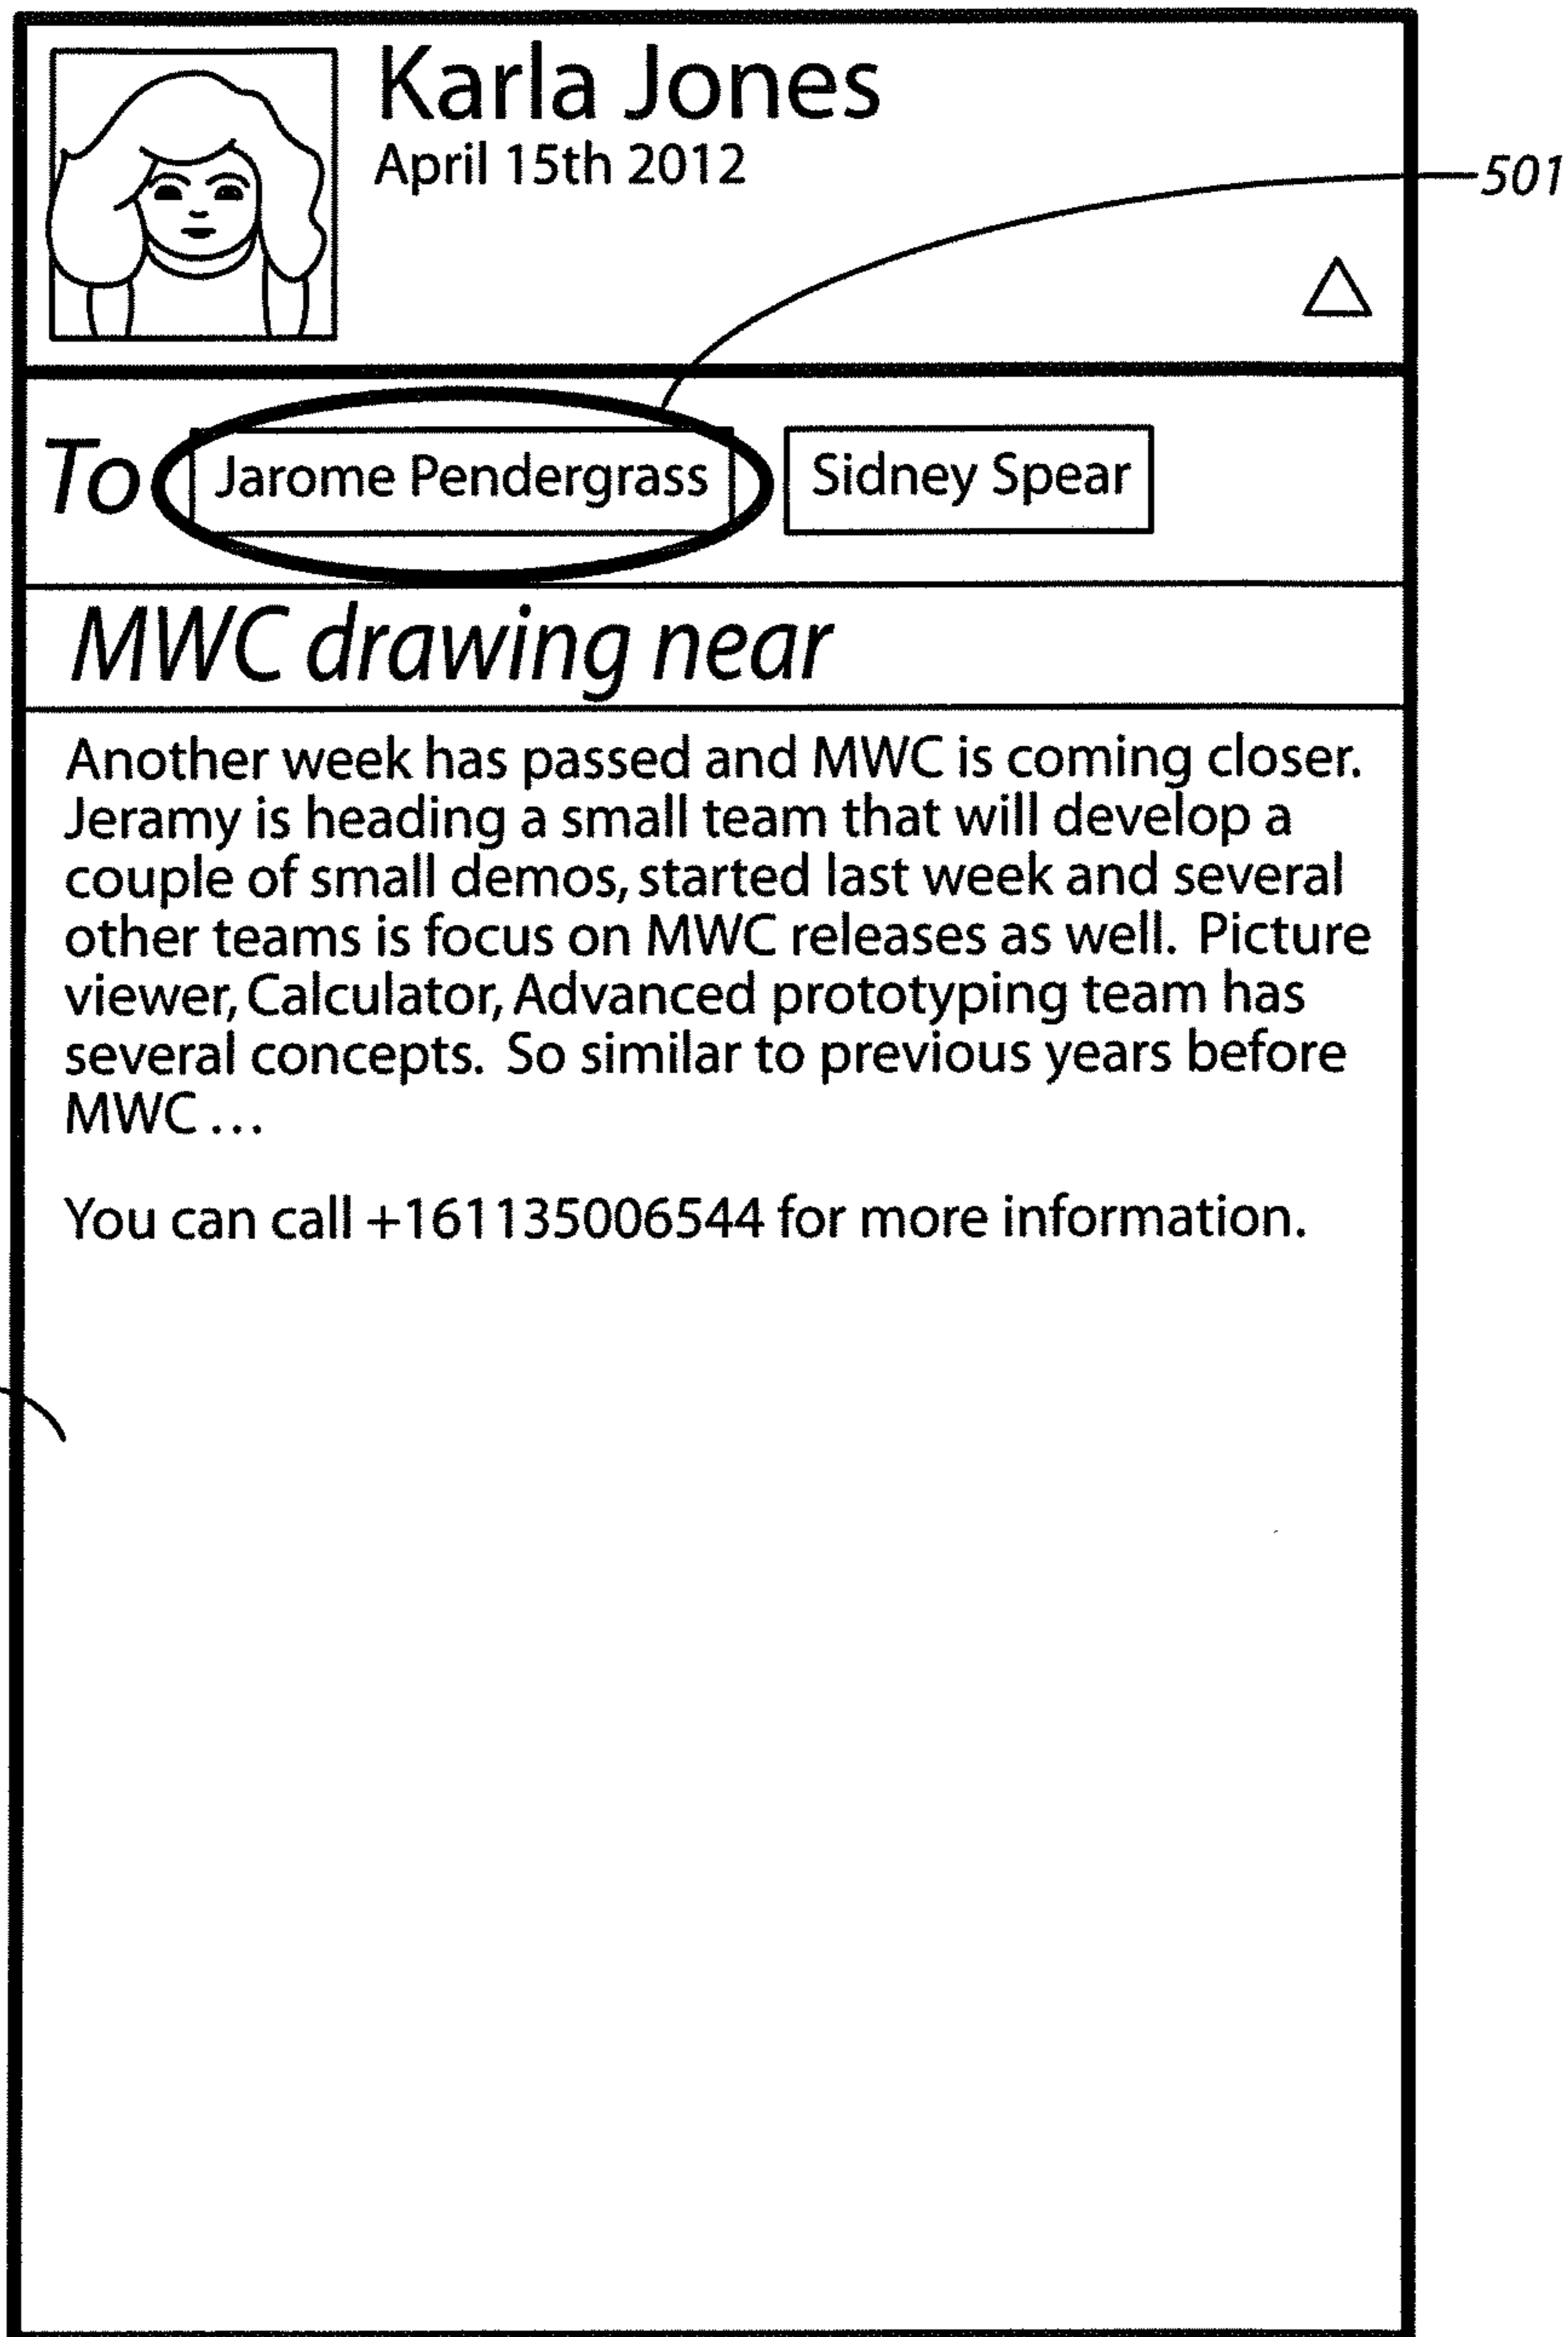 Karla Jones
April 15th 2012
501
To Jarome Pendergrass Sidney Spear
MWC drawing near
Another week has passed and MWC is coming closer.
Jeramy is heading a small team that will develop a
couple of small demos, started last week and several
other teams is focus on MWC releases as well. Picture
viewer, Calculator, Advanced prototyping team has
several concepts. So similar to previous years before
MWC...
You can call +161135006544 for more information.